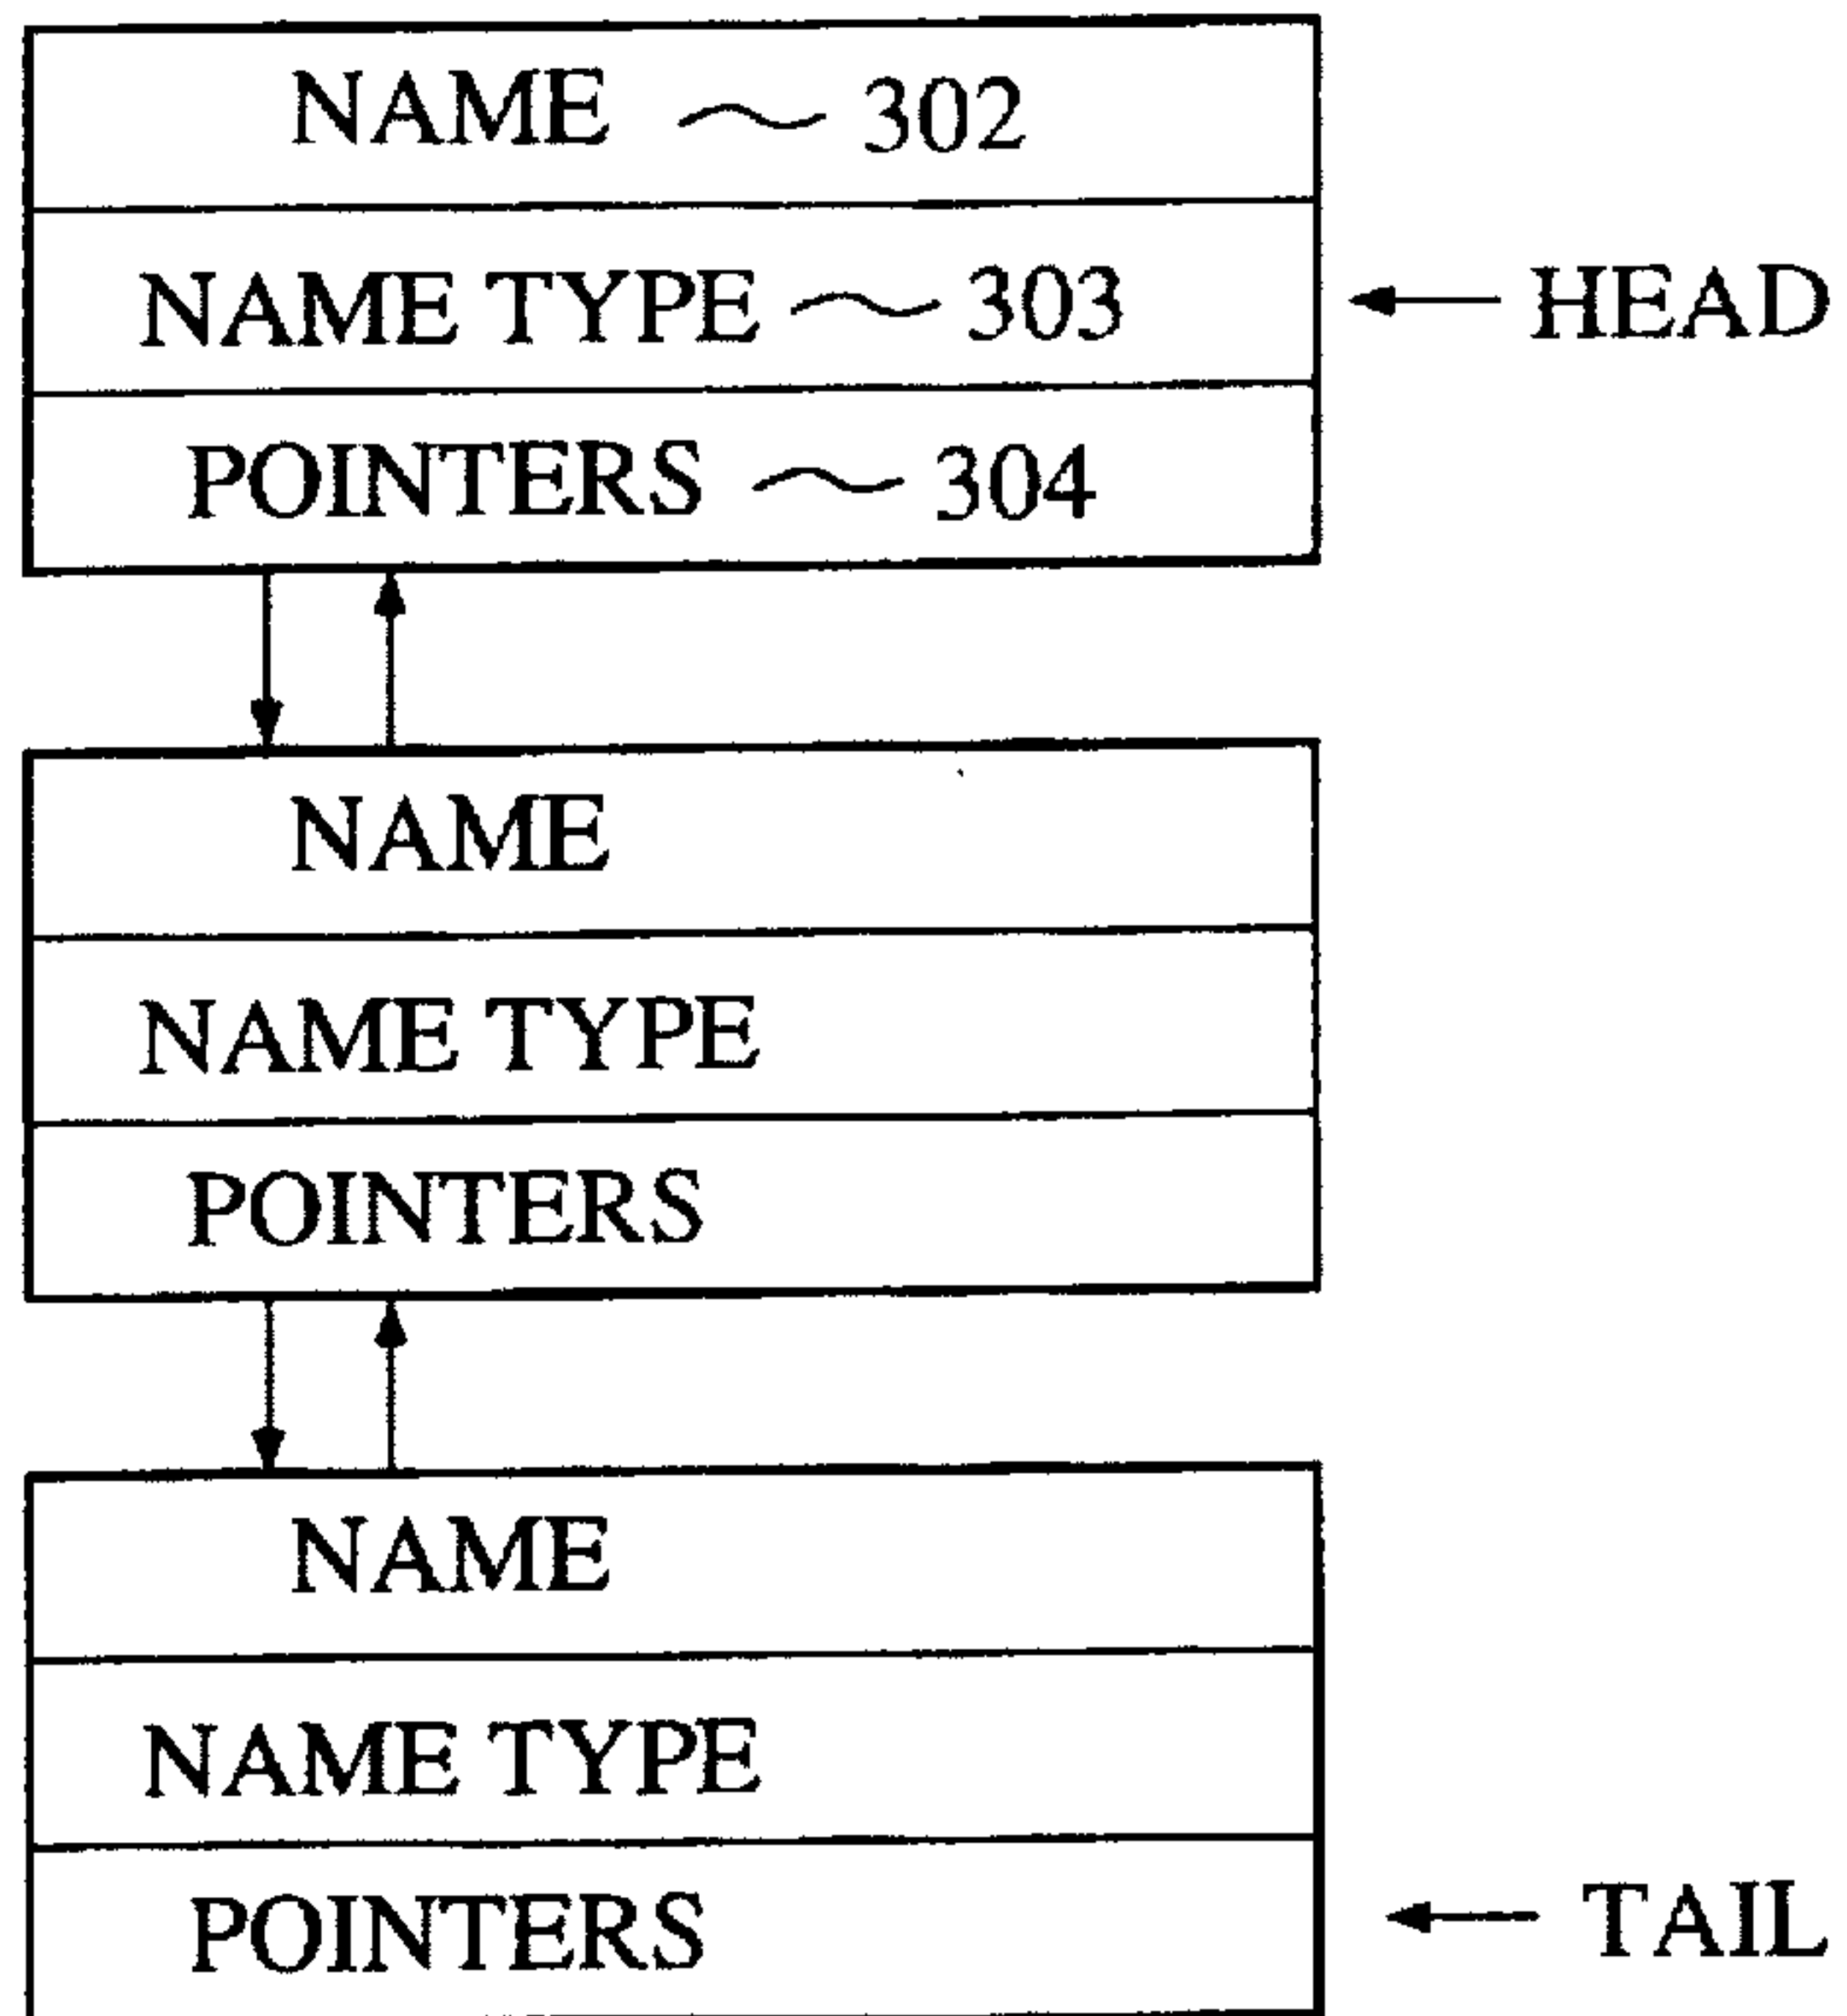 NAME 302
NAME TYPE 303
HEAD
POINTERS 304
NAME
NAME TYPE
POINTERS
NAME
NAME TYPE
POINTERS
TAIL